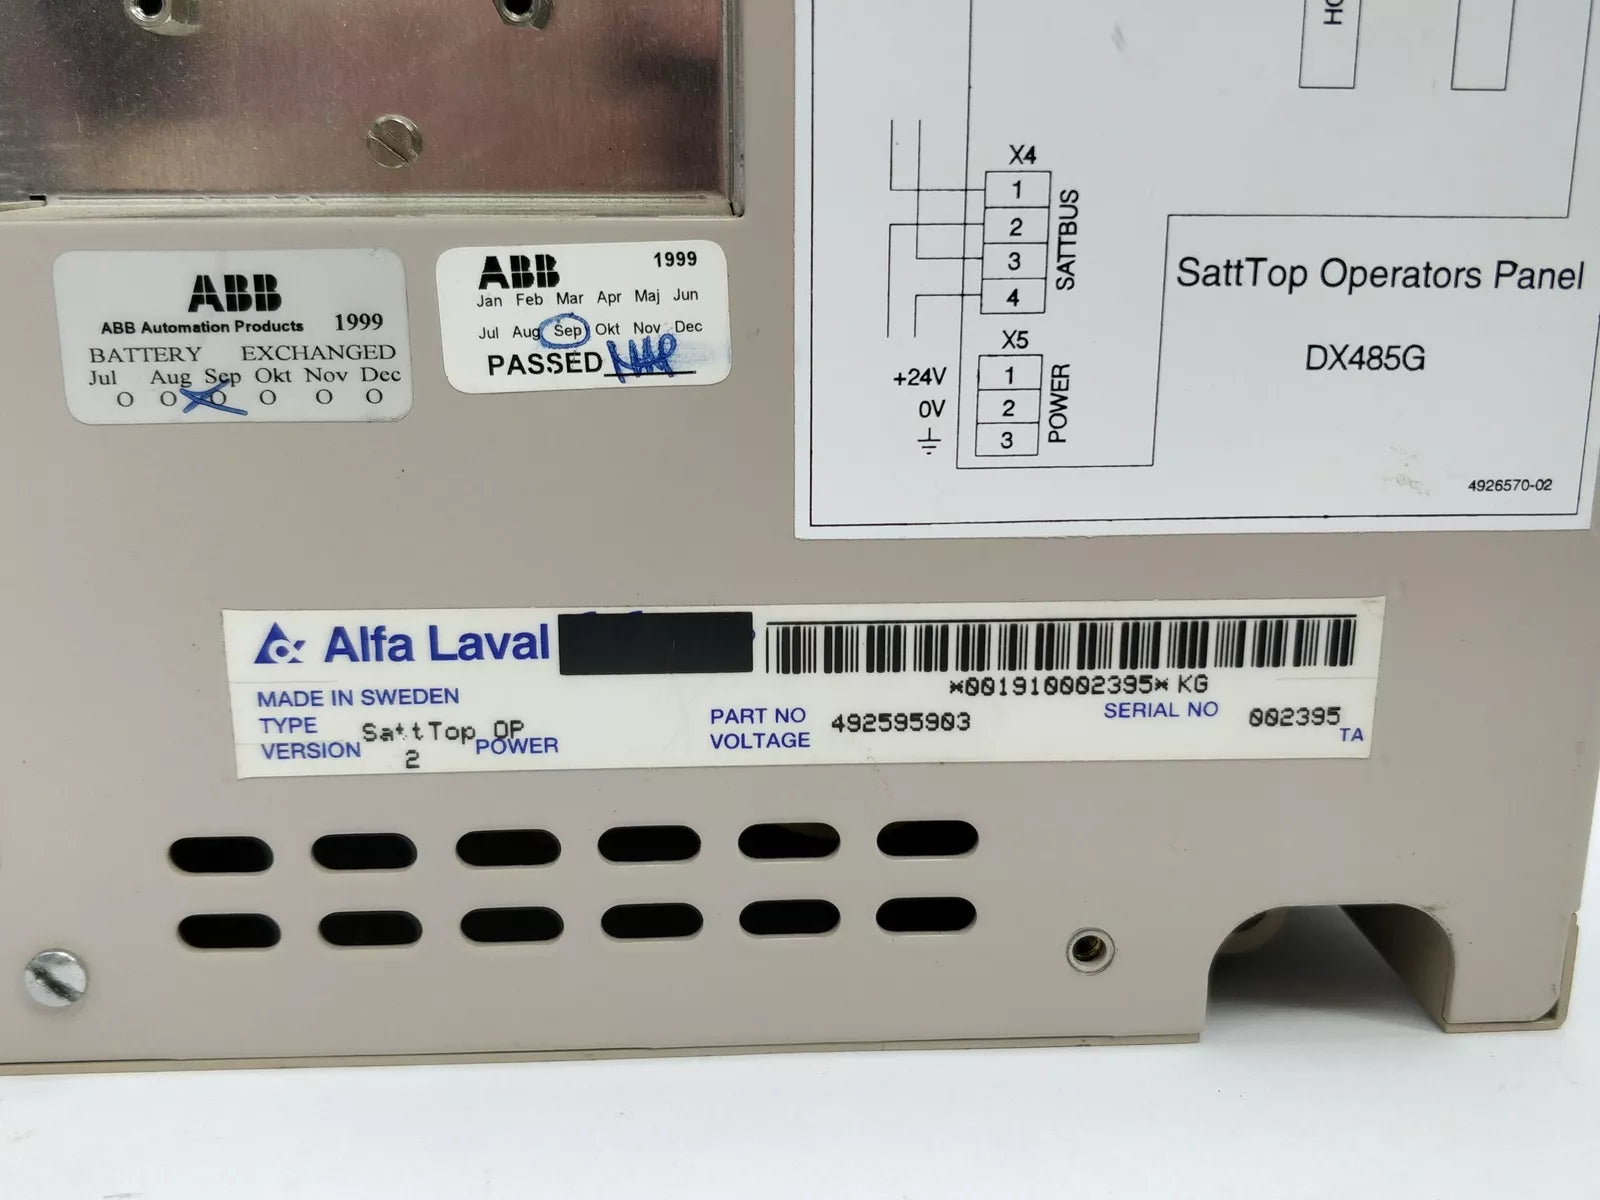 ABB
ABB Automation Products 1999
BATTERY EXCHANGED
Jul Aug Sep Okt Nov Dec
O O O O O O
ABB 1999
Jan Feb Mar Apr Maj Jun
Jul Aug Sep Okt Nov Dec
PASSED
X4
1
2
3
4
SATTBUS
X5
+24V 1
0V 2
3
POWER
SattTop Operators Panel
DX485G
4926570-02
Alfa Laval
*001910002395* KG
MADE IN SWEDEN
TYPE SattTop OP
VERSION 2 POWER
PART NO 492595903
VOLTAGE
SERIAL NO 002395
TA